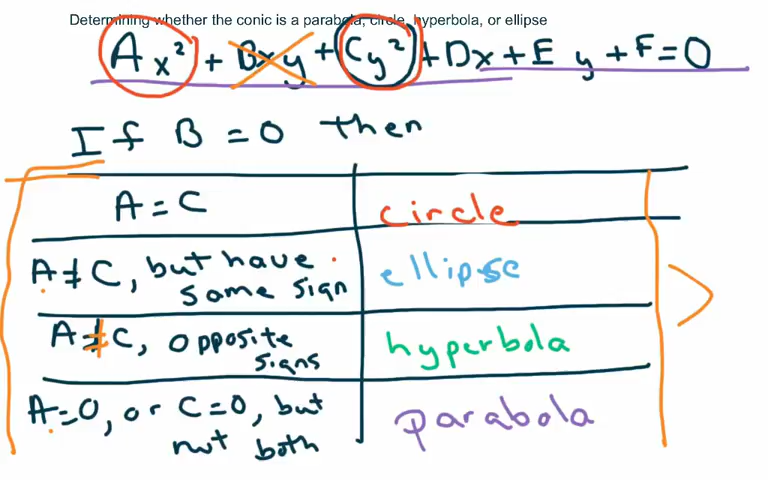 Determining whether the conic is a parabola, circle, hyperbola, or ellipse
Ax² + Bxy + Cy² + Dx + Ey + F = 0
If B = 0 then
A = C
circle
A ≠ C, but have
same sign
ellipse
A ≠ C, opposite
signs
hyperbola
A = 0, or C = 0, but
not both
parabola